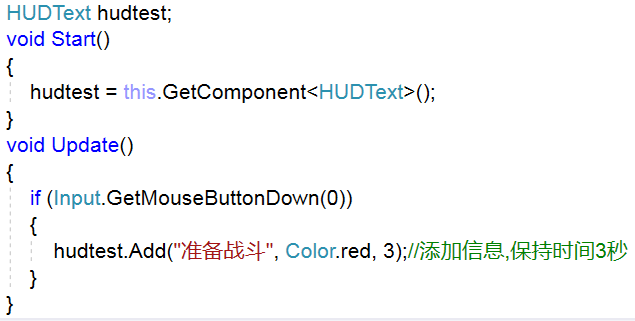 HUDText hudtest;
void Start()
{
hudtest = this.GetComponent<HUDText>();
}
void Update()
{
if (Input.GetMouseButtonDown(0))
{
hudtest.Add("准备战斗", Color.red, 3);//添加信息,保持时间3秒
}
}